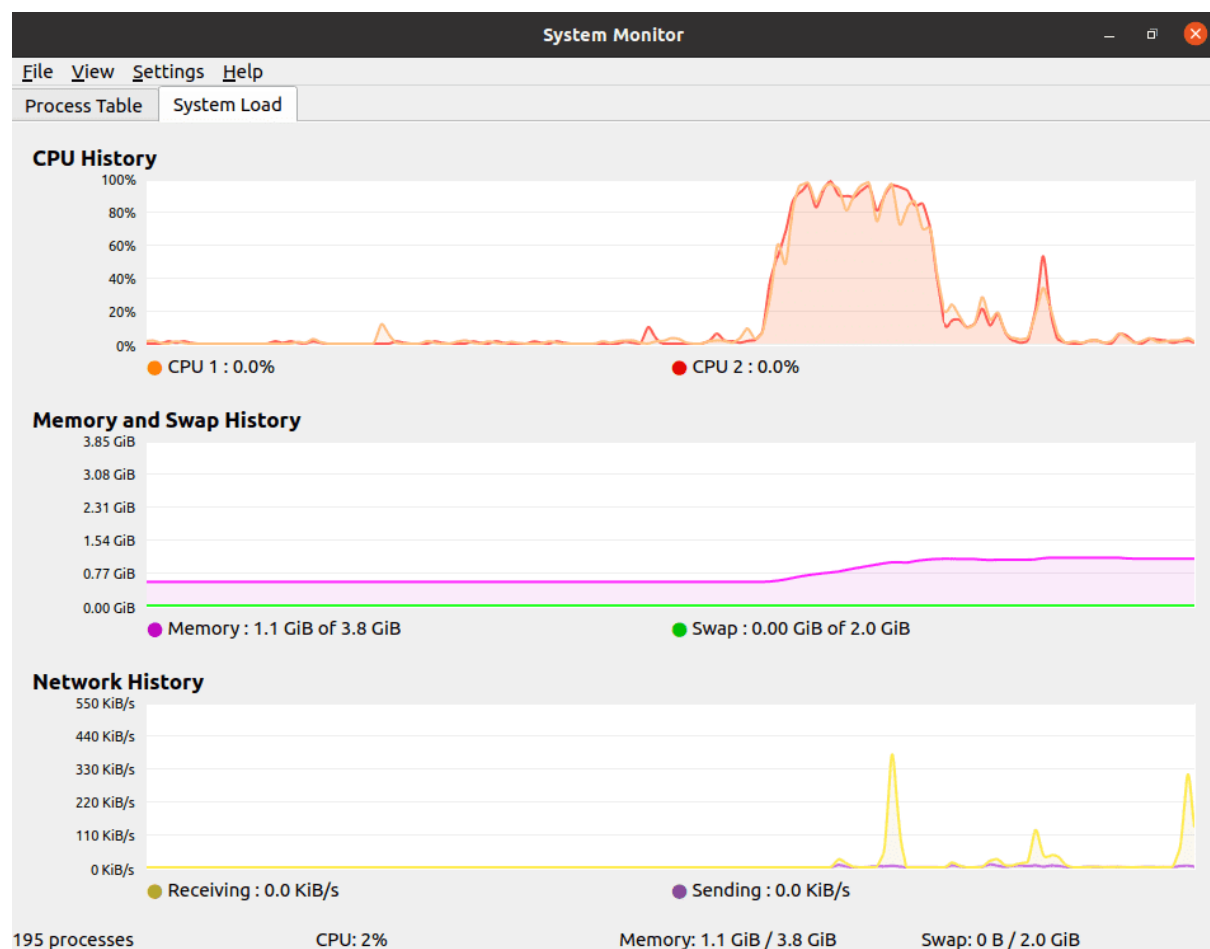 System Monitor
File View Settings Help
Process Table System Load
CPU History
100%
80%
60%
40%
20%
0%
CPU 1 : 0.0% CPU 2 : 0.0%
Memory and Swap History
3.85 GiB
3.08 GiB
2.31 GiB
1.54 GiB
0.77 GiB
0.00 GiB
Memory : 1.1 GiB of 3.8 GiB Swap : 0.00 GiB of 2.0 GiB
Network History
550 KiB/s
440 KiB/s
330 KiB/s
220 KiB/s
110 KiB/s
0 KiB/s
Receiving : 0.0 KiB/s Sending : 0.0 KiB/s
195 processes CPU: 2% Memory: 1.1 GiB / 3.8 GiB Swap: 0 B / 2.0 GiB